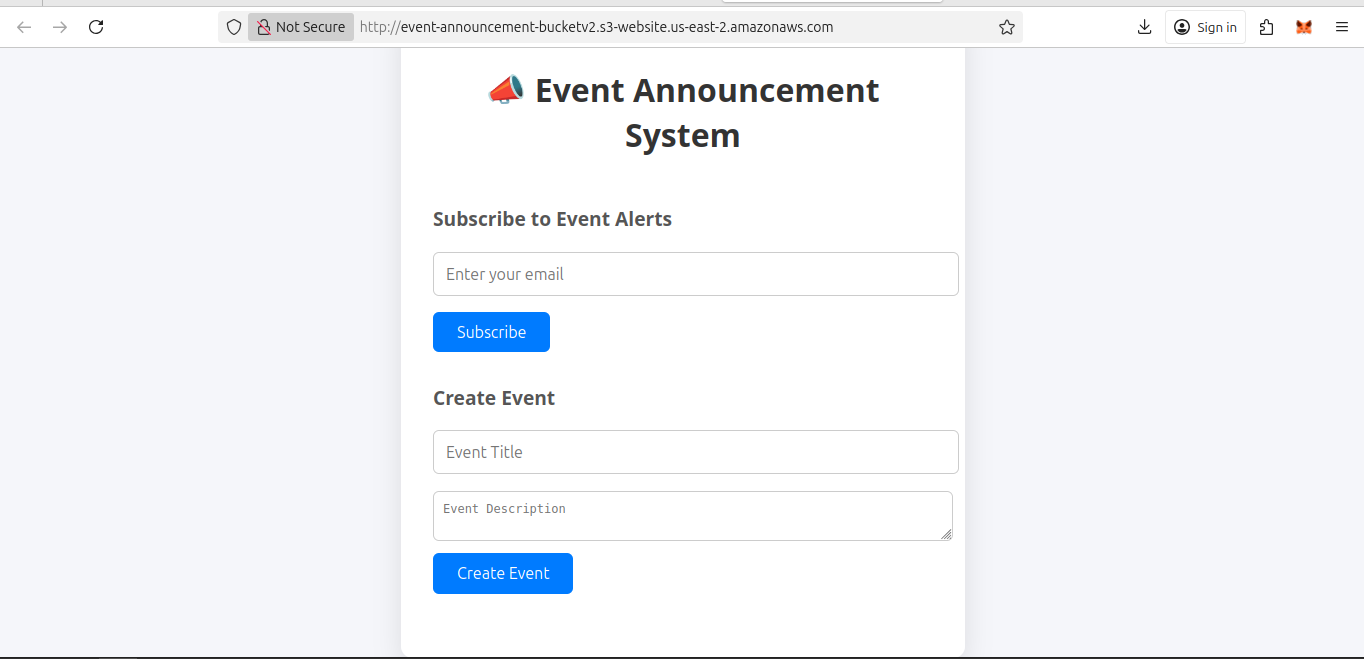 Not Secure http://event-announcement-bucketv2.s3-website.us-east-2.amazonaws.com Sign in
📣 Event Announcement
System
Subscribe to Event Alerts
Enter your email
Subscribe
Create Event
Event Title
Event Description
Create Event